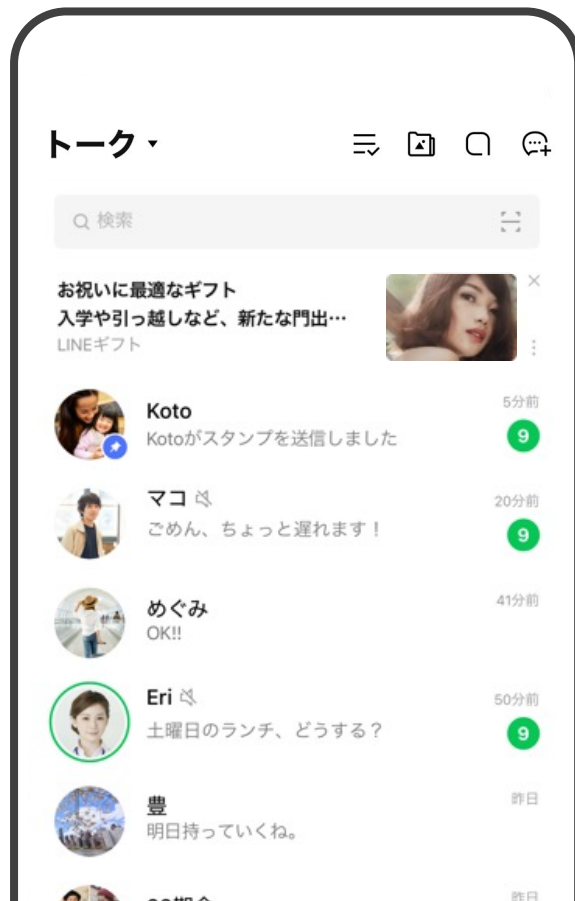 トーク
検索
お祝いに最適なギフト
入学や引っ越しなど、新たな門出…
LINEギフト
Koto
5分前
Kotoがスタンプを送信しました
9
マコ
20分前
ごめん、ちょっと遅れます！
9
めぐみ
41分前
OK!!
Eri
50分前
土曜日のランチ、どうする？
9
豊
昨日
明日持っていくね。
昨日